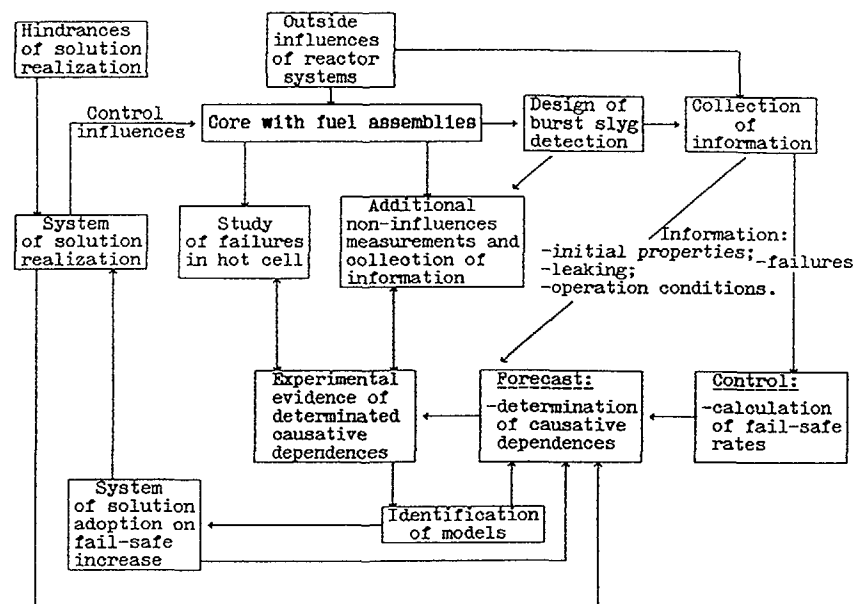 Hindrances
of solution
realization
Outside
influences
of reactor
systems
Control
influences
Core with fuel assemblies
Design of
burst slyg
detection
Collection
of
information
System
of solution
realization
Study
of failures
in hot cell
Additional
non-influences
measurements and
collection of
information
Information:
-initial properties;
-leaking;
-operation conditions.
-failures
Experimental
evidence of
determinated
causative
dependences
Forecast:
-determination
of causative
dependences
Control:
-calculation
of fail-safe
rates
System
of solution
adoption on
fail-safe
increase
Identification
of models